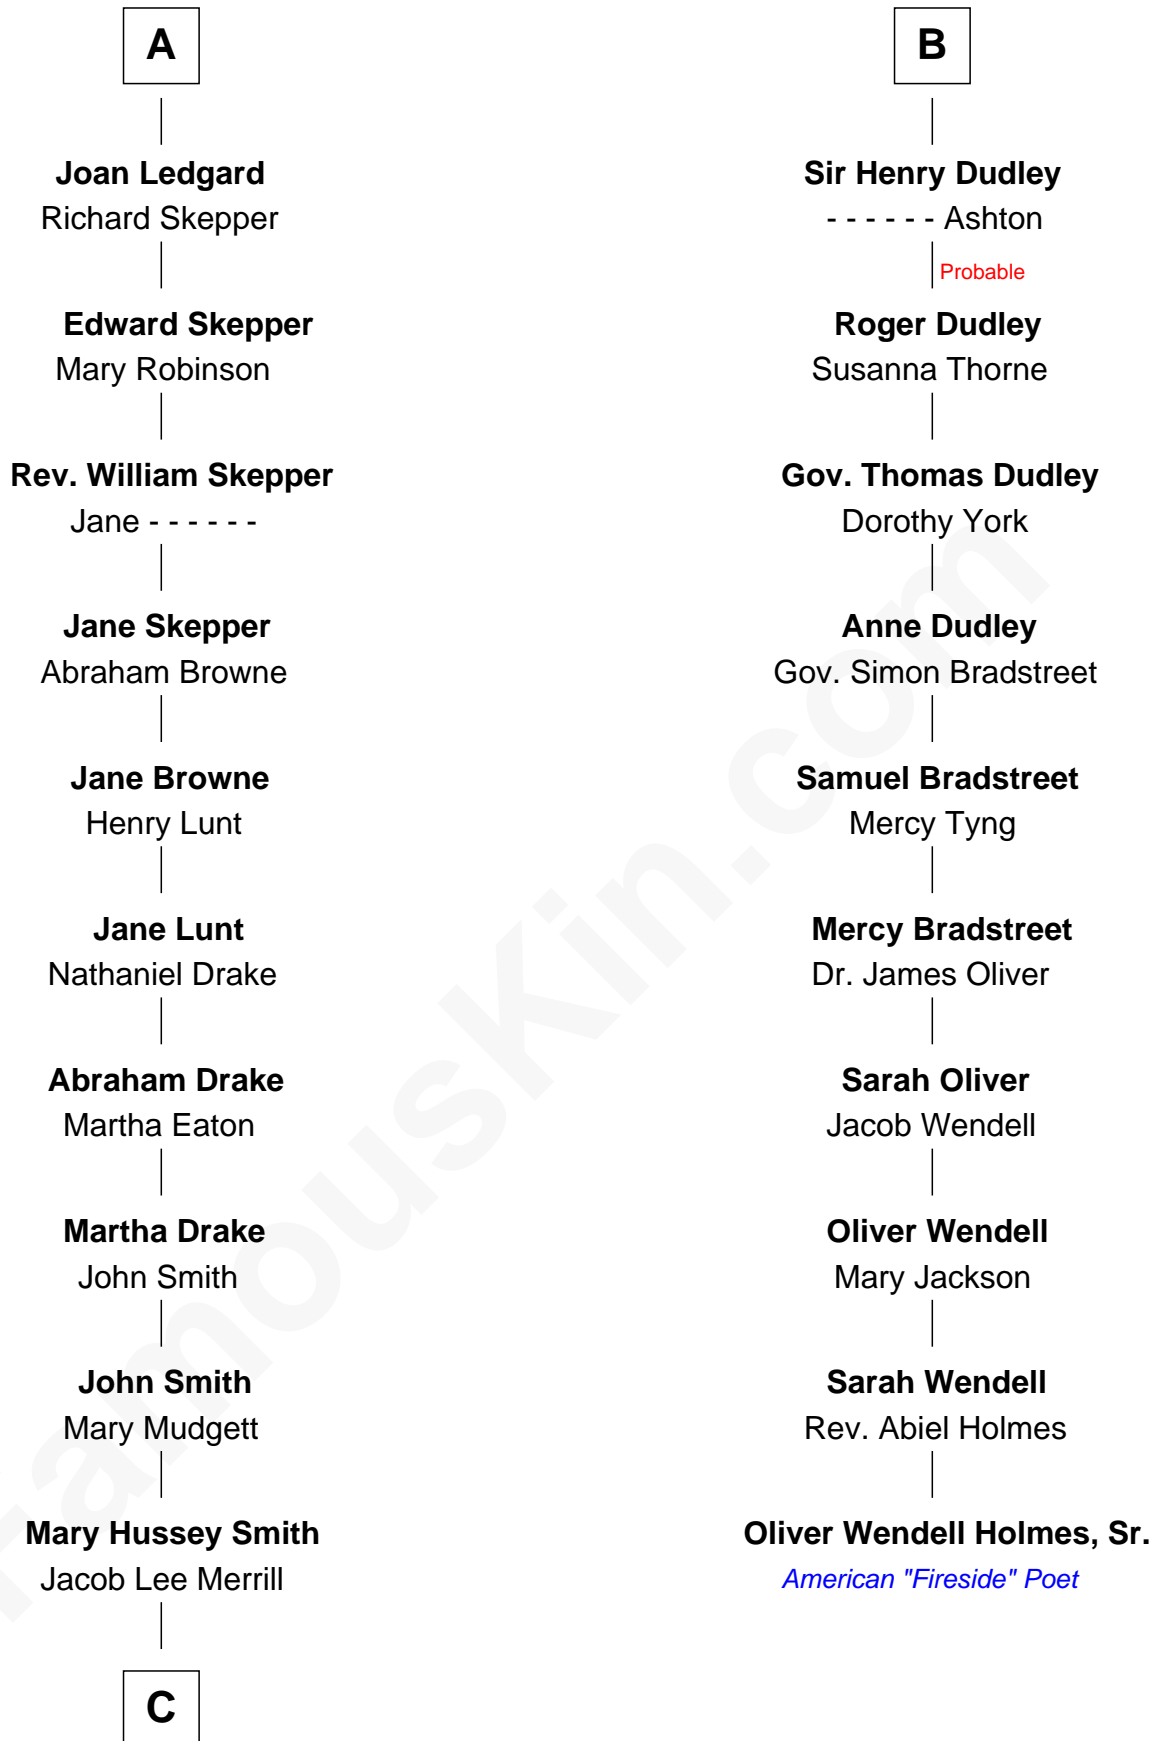 A
Joan Ledgard
Richard Skepper
Edward Skepper
Mary Robinson
Rev. William Skepper
Jane - - - - - -
Jane Skepper
Abraham Browne
Jane Browne
Henry Lunt
Jane Lunt
Nathaniel Drake
Abraham Drake
Martha Eaton
Martha Drake
John Smith
John Smith
Mary Mudgett
Mary Hussey Smith
Jacob Lee Merrill
C
B
Sir Henry Dudley
- - - - - - Ashton
Probable
Roger Dudley
Susanna Thorne
Gov. Thomas Dudley
Dorothy York
Anne Dudley
Gov. Simon Bradstreet
Samuel Bradstreet
Mercy Tyng
Mercy Bradstreet
Dr. James Oliver
Sarah Oliver
Jacob Wendell
Oliver Wendell
Mary Jackson
Sarah Wendell
Rev. Abiel Holmes
Oliver Wendell Holmes, Sr.
American "Fireside" Poet
FamousKin.com